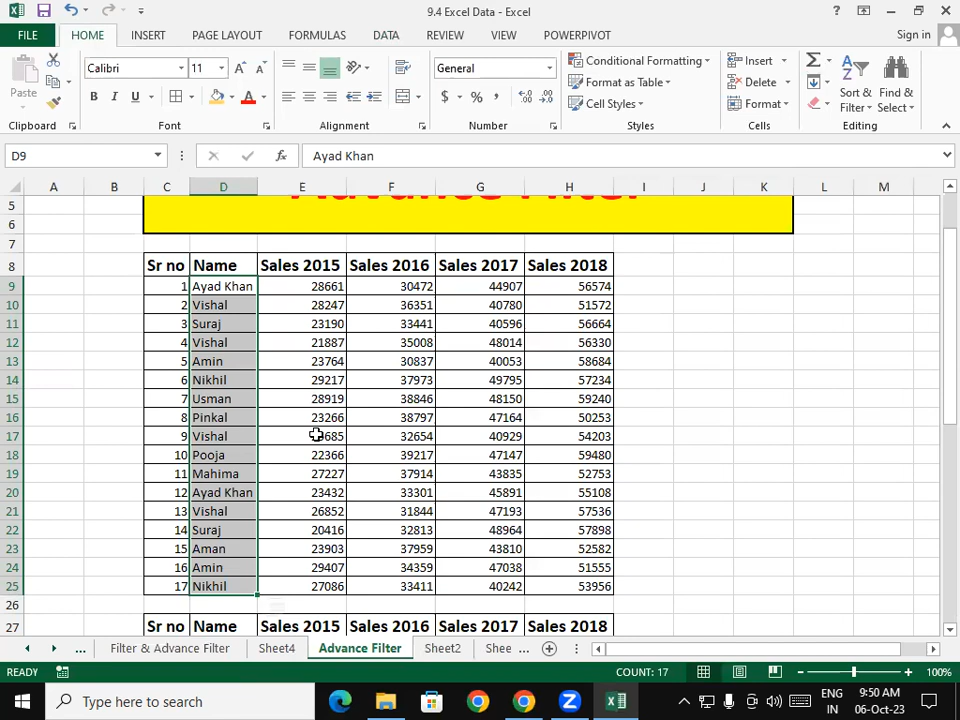 9.4 Excel Data - Excel
FILE HOME INSERT PAGE LAYOUT FORMULAS DATA REVIEW VIEW POWERPIVOT Sign in
Paste Calibri 11 General Conditional Formatting Insert Sort & Find &
Format as Table Delete Filter Select
B I U A $ % , Cell Styles Format
Clipboard Font Alignment Number Styles Cells Editing
D9 fx Ayad Khan
A B C D E F G H I J K L M
5 Advance Filter
6
7
8 Sr no Name Sales 2015 Sales 2016 Sales 2017 Sales 2018
9 1 Ayad Khan 28661 30472 44907 56574
10 2 Vishal 28247 36351 40780 51572
11 3 Suraj 23190 33441 40596 56664
12 4 Vishal 21887 35008 48014 56330
13 5 Amin 23764 30837 40053 58684
14 6 Nikhil 29217 37973 49795 57234
15 7 Usman 28919 38846 48150 59240
16 8 Pinkal 23266 38797 47164 50253
17 9 Vishal 32654 40929 54203
18 10 Pooja 22366 39217 47147 59480
19 11 Mahima 27227 37914 43835 52753
20 12 Ayad Khan 23432 33301 45891 55108
21 13 Vishal 26852 31844 47193 57536
22 14 Suraj 20416 32813 48964 57898
23 15 Aman 23903 37959 43810 52582
24 16 Amin 29407 34359 47038 51555
25 17 Nikhil 27086 33411 40242 53956
26
27 Sr no Name Sales 2015 Sales 2016 Sales 2017 Sales 2018
... Filter & Advance Filter Sheet4 Advance Filter Sheet2 Shee ...
READY COUNT: 17 100%
Type here to search ENG IN 9:50 AM 06-Oct-23